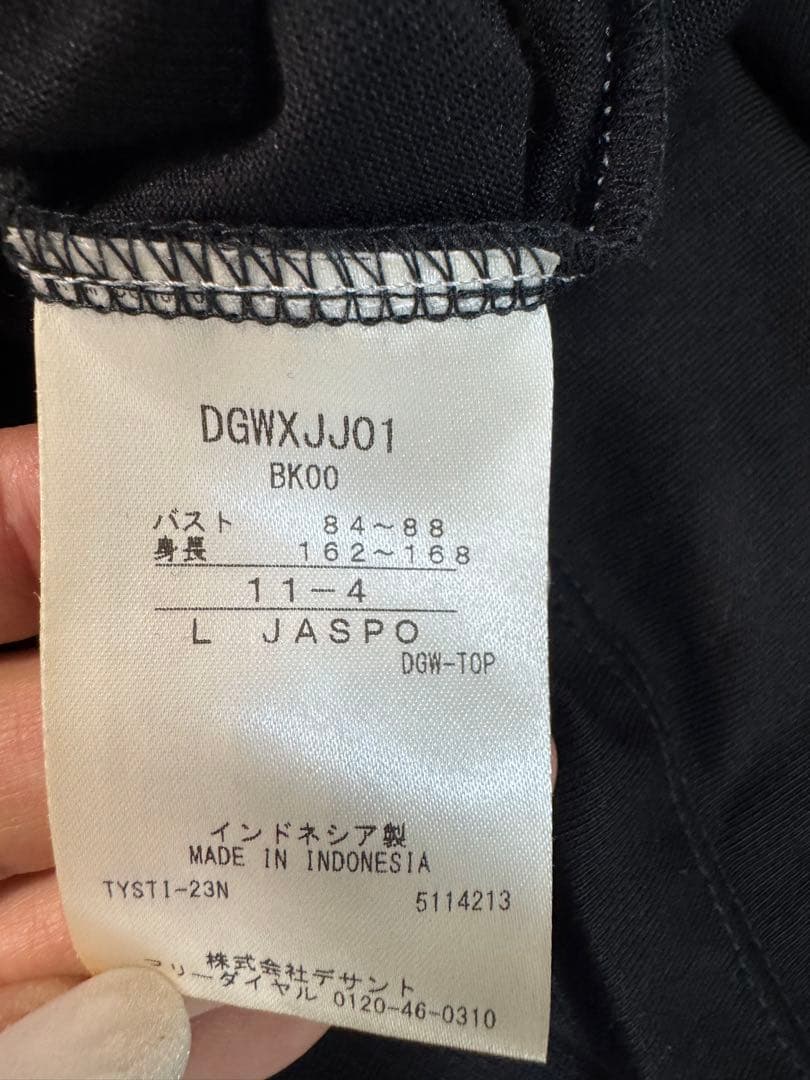 DGWXJJ01
BK00
バスト 84～88
身長 162～168
11-4
L JASPO
DGW-TOP
インドネシア製
MADE IN INDONESIA
TYSTI-23N 5114213
株式会社デサント
フリーダイヤル 0120-46-0310